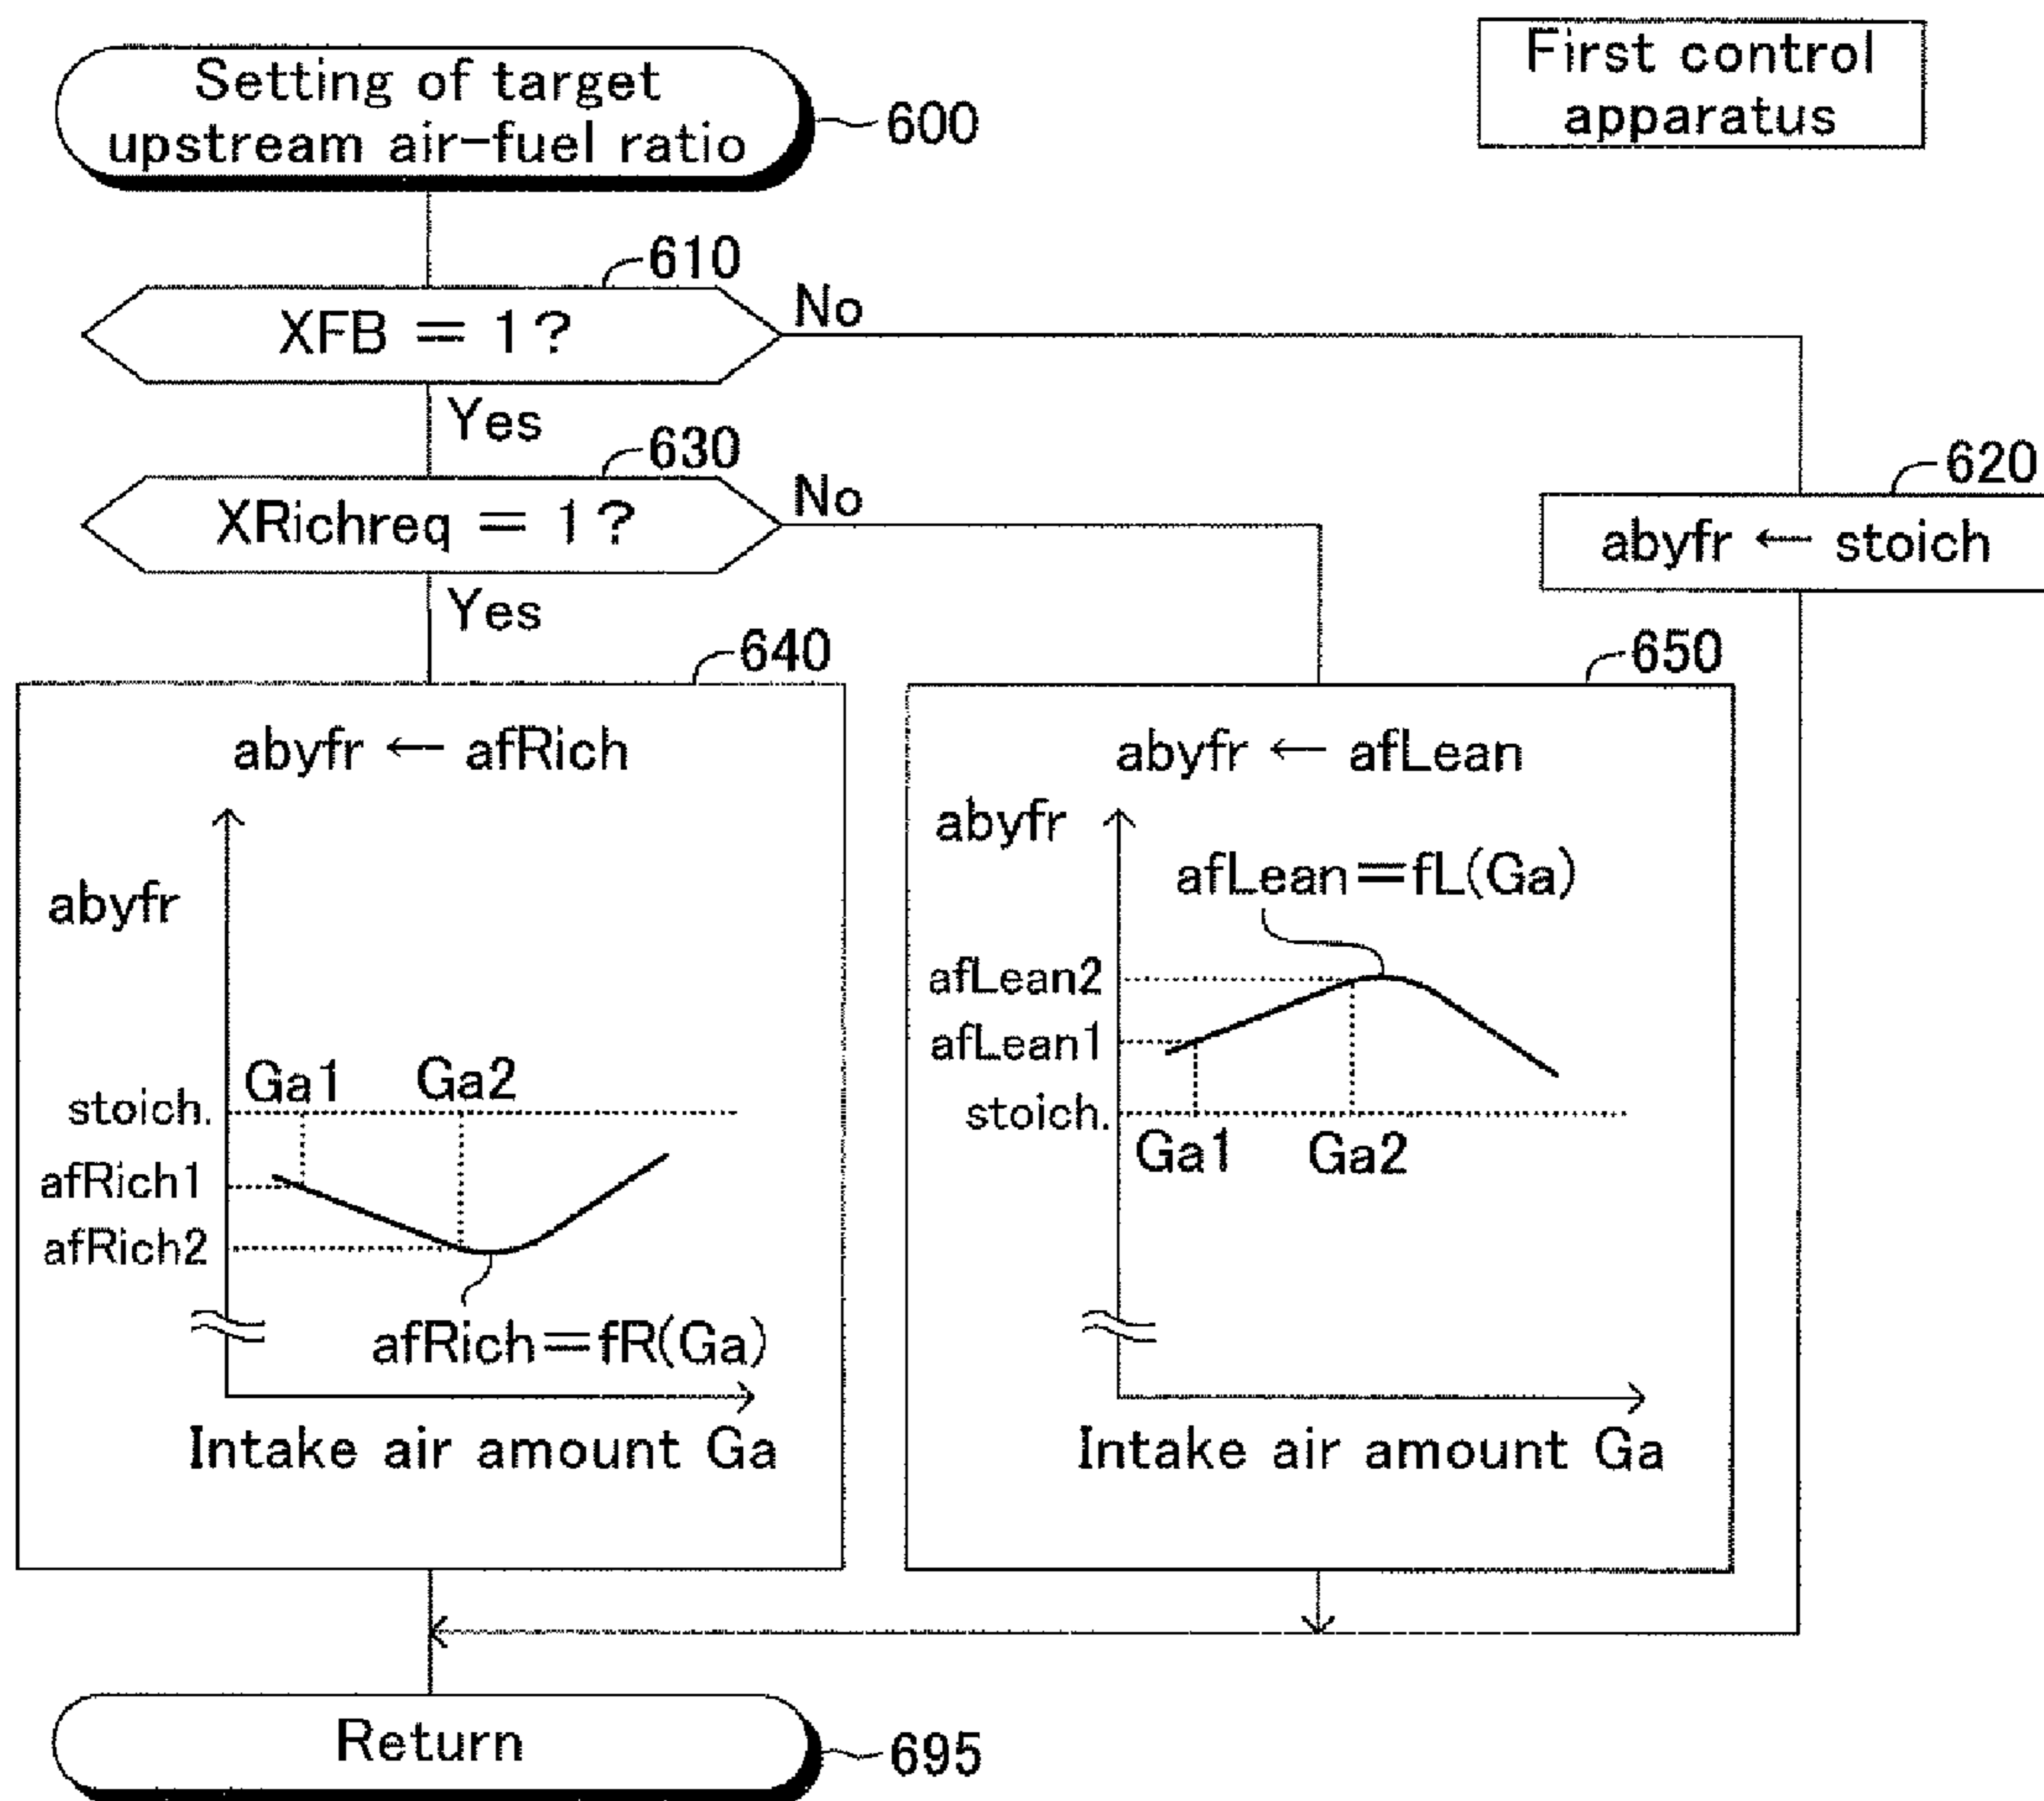 First control
apparatus
Setting of target
upstream air-fuel ratio
600
610
XFB = 1?
No
Yes
630
XRichreq = 1?
No
Yes
620
abyfr ← stoich
640
abyfr ← afRich
abyfr
Ga1
Ga2
stoich.
afRich1
afRich2
afRich=fR(Ga)
Intake air amount Ga
650
abyfr ← afLean
abyfr
afLean=fL(Ga)
afLean2
afLean1
stoich.
Ga1
Ga2
Intake air amount Ga
Return
695